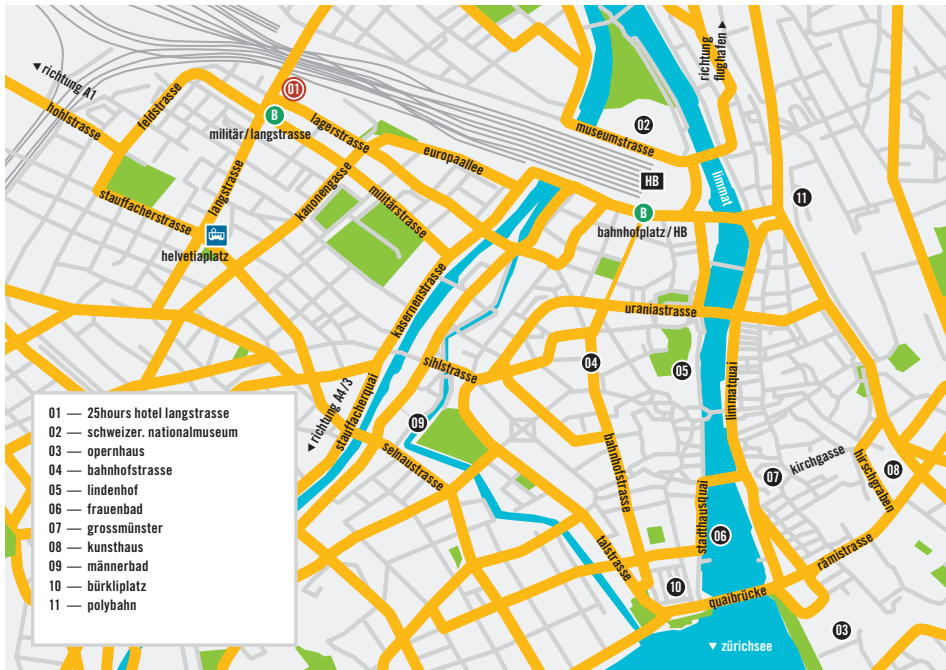 richtung
flughafen
richtung A1
hohlstrasse
feldstrasse
01
B
militär/langstrasse
lagerstrasse
02
museumstrasse
europaallee
HB
limmat
11
langstrasse
kanonengasse
militärstrasse
stauffacherstrasse
helvetiaplatz
B
bahnhofplatz/HB
kasernenstrasse
uraniastrasse
sihlstrasse
04
05
limmatquai
richtung A4/3
stauffacherquai
09
selnaustrasse
bahnhofstrasse
kirchgasse
07
hirschgraben
08
stadthausquai
06
talstrasse
rämistrasse
10
quaibrücke
03
zürichsee
01 — 25hours hotel langstrasse
02 — schweizer. nationalmuseum
03 — opernhaus
04 — bahnhofstrasse
05 — lindenhof
06 — frauenbad
07 — grossmünster
08 — kunsthaus
09 — männerbad
10 — bürkliplatz
11 — polybahn